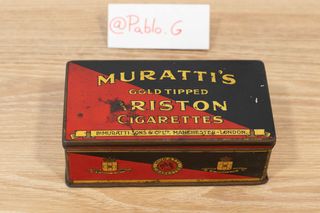 @Pablo.G
MURATTI'S
GOLD TIPPED
ARISTON
CIGARETTES
B. MURATTI, SONS & Co LTD. MANCHESTER-LONDON.